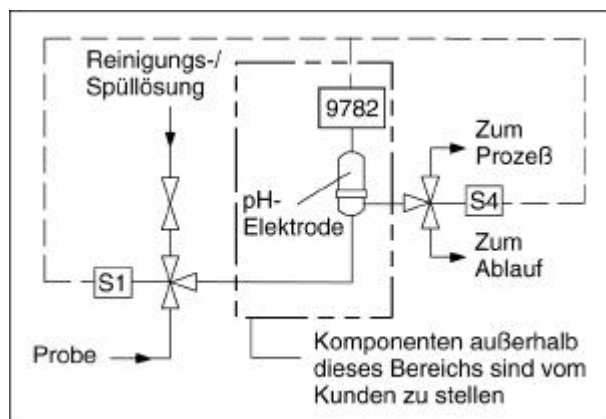 Reinigungs-/
Spüllösung
9782
Zum
Prozeß
pH-
Elektrode
S1
S4
Zum
Ablauf
Probe
Komponenten außerhalb
dieses Bereichs sind vom
Kunden zu stellen